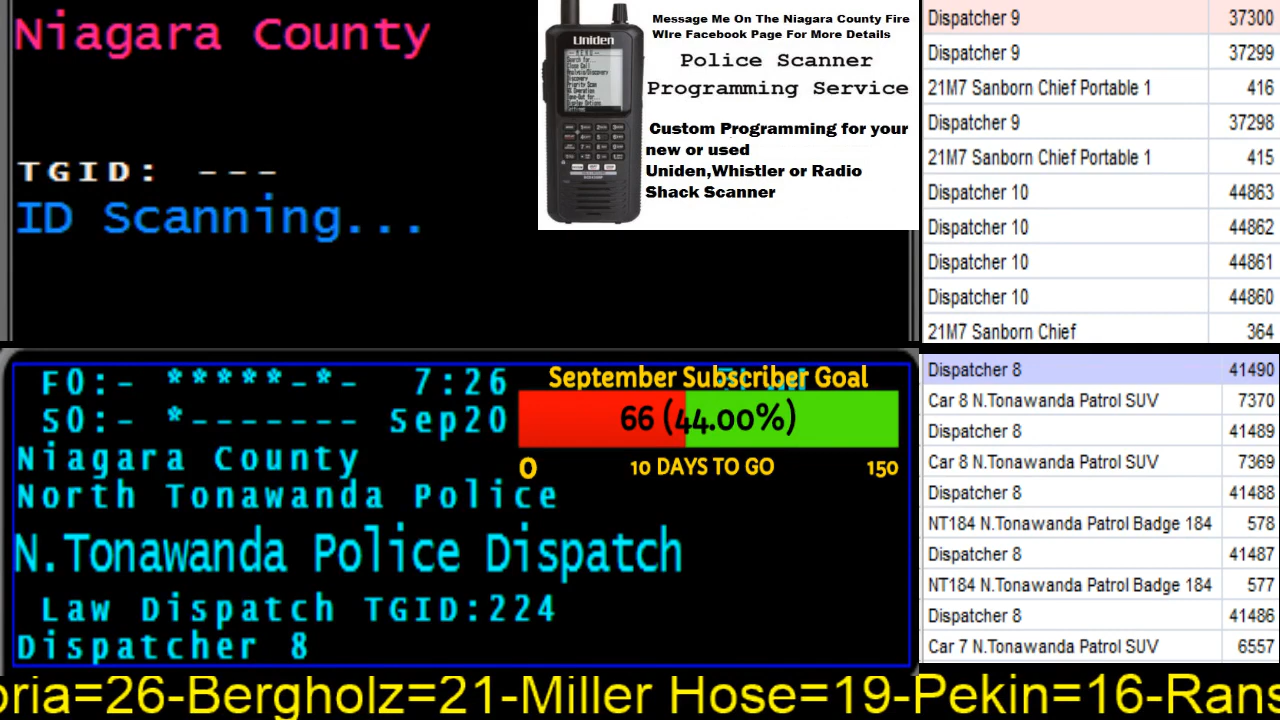 Niagara County
TGID: ---
ID Scanning...
Uniden
Message Me On The Niagara County Fire
WIre Facebook Page For More Details
Police Scanner
Programming Service
Custom Programming for your
new or used
Uniden,Whistler or Radio
Shack Scanner
Dispatcher 9 37300
Dispatcher 9 37299
21M7 Sanborn Chief Portable 1 416
Dispatcher 9 37298
21M7 Sanborn Chief Portable 1 415
Dispatcher 10 44863
Dispatcher 10 44862
Dispatcher 10 44861
Dispatcher 10 44860
21M7 Sanborn Chief 364
F0:- *****-*- 7:26
S0:- *------- Sep20
Niagara County
North Tonawanda Police
N.Tonawanda Police Dispatch
Law Dispatch TGID:224
Dispatcher 8
September Subscriber Goal
66 (44.00%)
0 10 DAYS TO GO 150
Dispatcher 8 41490
Car 8 N.Tonawanda Patrol SUV 7370
Dispatcher 8 41489
Car 8 N.Tonawanda Patrol SUV 7369
Dispatcher 8 41488
NT184 N.Tonawanda Patrol Badge 184 578
Dispatcher 8 41487
NT184 N.Tonawanda Patrol Badge 184 577
Dispatcher 8 41486
Car 7 N.Tonawanda Patrol SUV 6557
oria=26-Bergholz=21-Miller Hose=19-Pekin=16-Rans